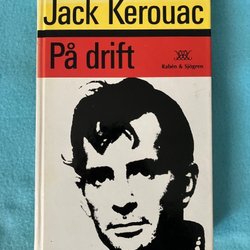 Jack Kerouac
På drift
Rabén & Sjögren